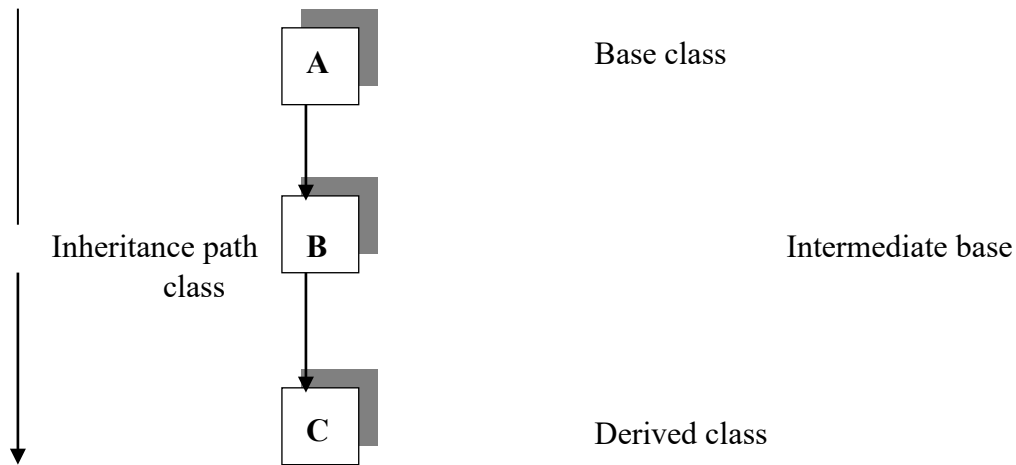 A Base class
Inheritance path B Intermediate base
class
C Derived class